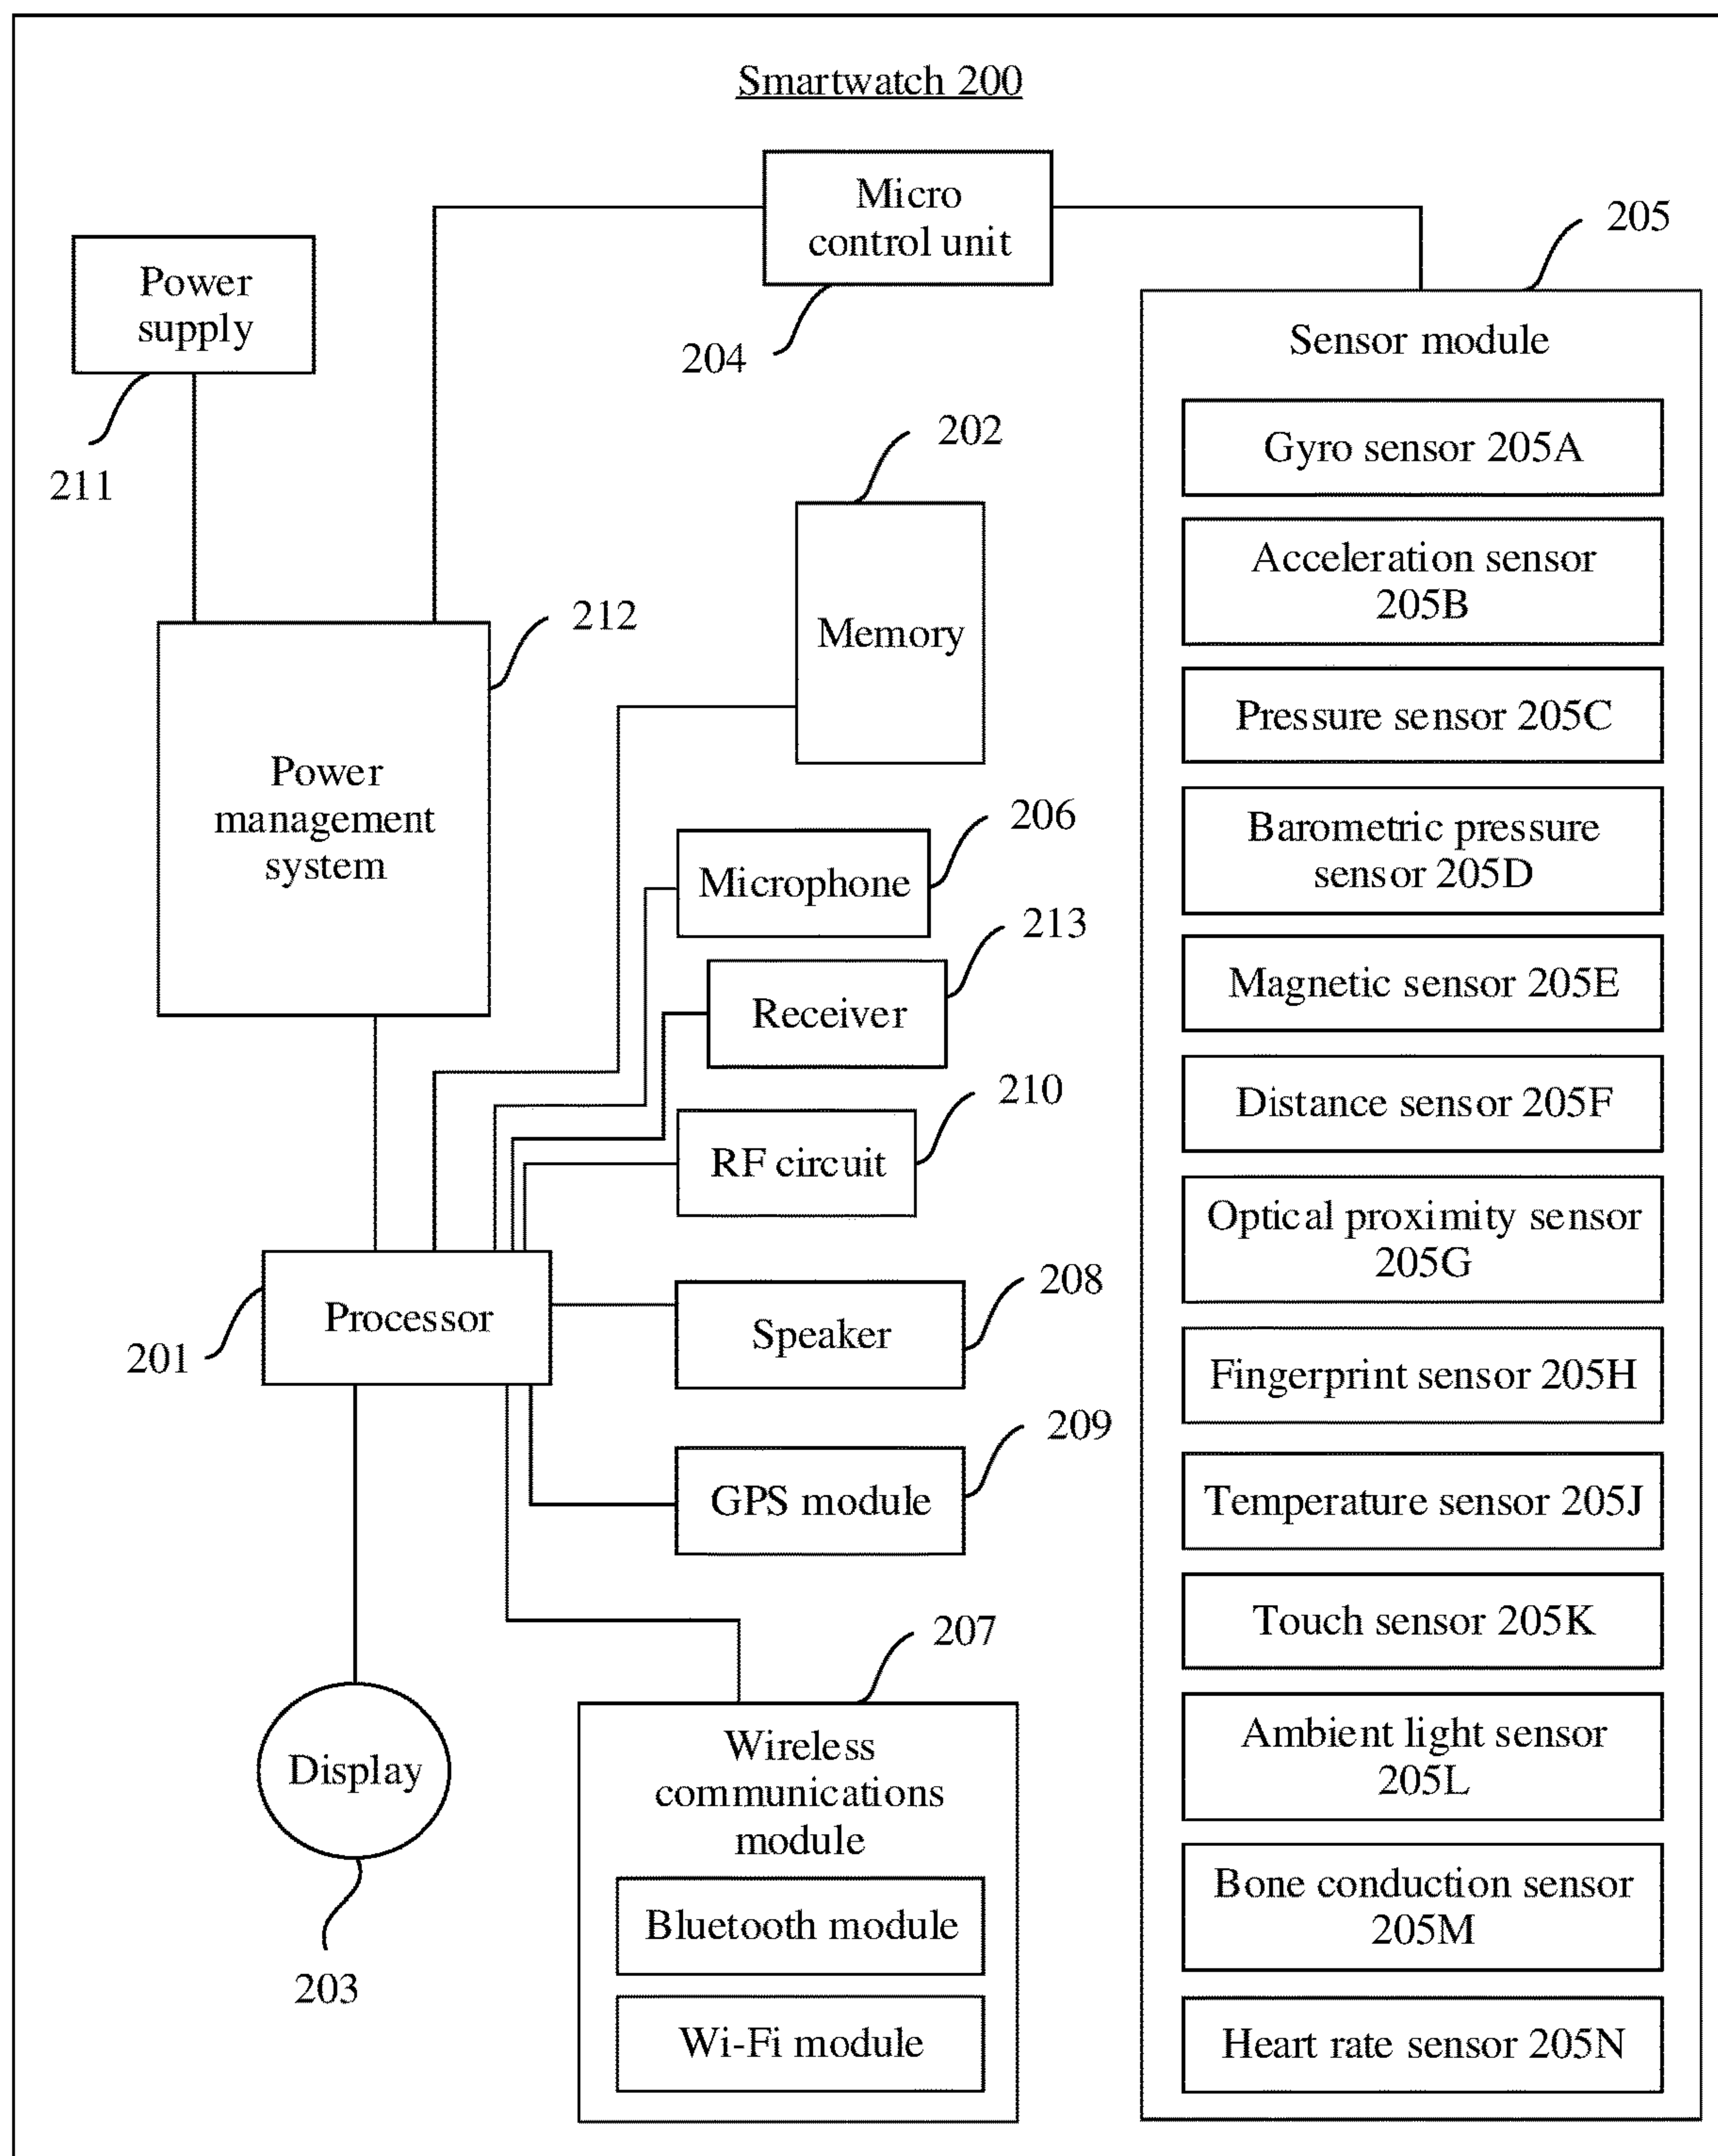 Smartwatch 200
Micro
control unit
204
Power
supply
211
205
Sensor module
Gyro sensor 205A
Acceleration sensor
205B
Pressure sensor 205C
Barometric pressure
sensor 205D
Magnetic sensor 205E
Distance sensor 205F
Optical proximity sensor
205G
Fingerprint sensor 205H
Temperature sensor 205J
Touch sensor 205K
Ambient light sensor
205L
Bone conduction sensor
205M
Heart rate sensor 205N
202
Memory
212
Power
management
system
206
Microphone
213
Receiver
210
RF circuit
201
Processor
208
Speaker
209
GPS module
207
Wireless
communications
module
Bluetooth module
Wi-Fi module
Display
203